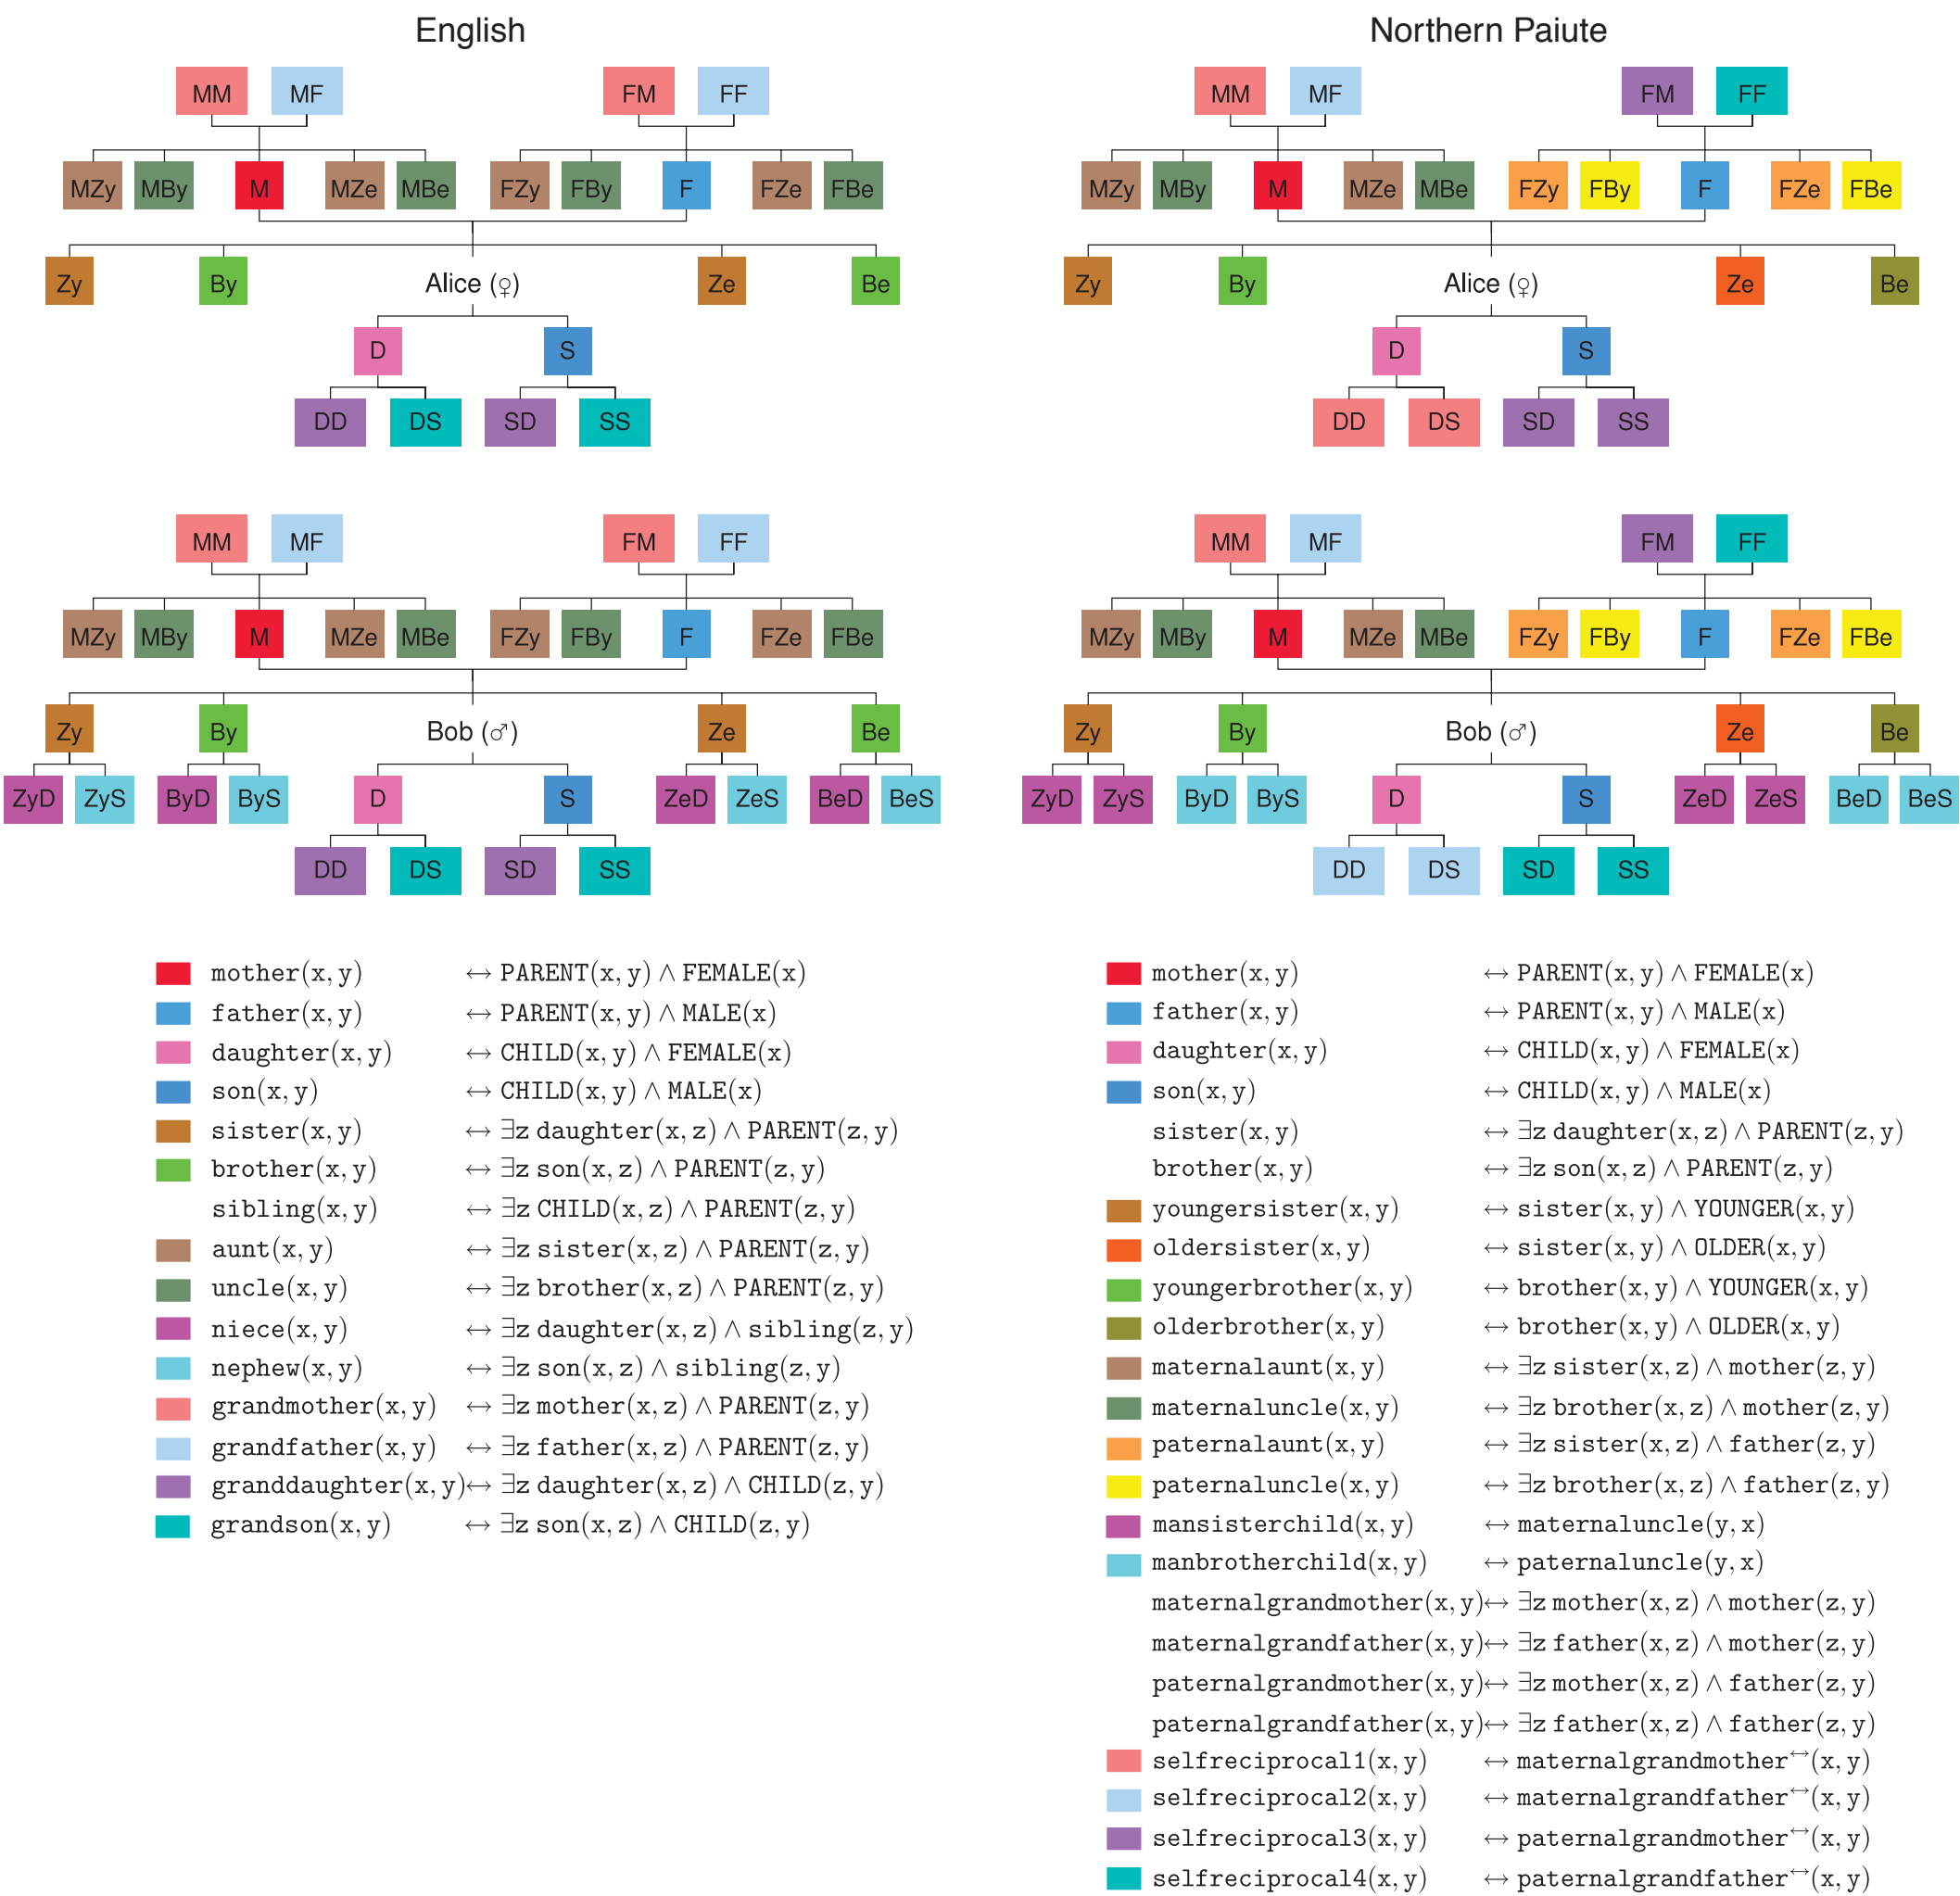 English
MM MF FM FF
MZy MBy M MZe MBe FZy FBy F FZe FBe
Zy By Alice (♀) Ze Be
D S
DD DS SD SS
MM MF FM FF
MZy MBy M MZe MBe FZy FBy F FZe FBe
Zy By Bob (♂) Ze Be
ZyD ZyS ByD ByS D S ZeD ZeS BeD BeS
DD DS SD SS
mother(x, y) ↔ PARENT(x, y) ∧ FEMALE(x)
father(x, y) ↔ PARENT(x, y) ∧ MALE(x)
daughter(x, y) ↔ CHILD(x, y) ∧ FEMALE(x)
son(x, y) ↔ CHILD(x, y) ∧ MALE(x)
sister(x, y) ↔ ∃z daughter(x, z) ∧ PARENT(z, y)
brother(x, y) ↔ ∃z son(x, z) ∧ PARENT(z, y)
sibling(x, y) ↔ ∃z CHILD(x, z) ∧ PARENT(z, y)
aunt(x, y) ↔ ∃z sister(x, z) ∧ PARENT(z, y)
uncle(x, y) ↔ ∃z brother(x, z) ∧ PARENT(z, y)
niece(x, y) ↔ ∃z daughter(x, z) ∧ sibling(z, y)
nephew(x, y) ↔ ∃z son(x, z) ∧ sibling(z, y)
grandmother(x, y) ↔ ∃z mother(x, z) ∧ PARENT(z, y)
grandfather(x, y) ↔ ∃z father(x, z) ∧ PARENT(z, y)
granddaughter(x, y) ↔ ∃z daughter(x, z) ∧ CHILD(z, y)
grandson(x, y) ↔ ∃z son(x, z) ∧ CHILD(z, y)
Northern Paiute
MM MF FM FF
MZy MBy M MZe MBe FZy FBy F FZe FBe
Zy By Alice (♀) Ze Be
D S
DD DS SD SS
MM MF FM FF
MZy MBy M MZe MBe FZy FBy F FZe FBe
Zy By Bob (♂) Ze Be
ZyD ZyS ByD ByS D S ZeD ZeS BeD BeS
DD DS SD SS
mother(x, y) ↔ PARENT(x, y) ∧ FEMALE(x)
father(x, y) ↔ PARENT(x, y) ∧ MALE(x)
daughter(x, y) ↔ CHILD(x, y) ∧ FEMALE(x)
son(x, y) ↔ CHILD(x, y) ∧ MALE(x)
sister(x, y) ↔ ∃z daughter(x, z) ∧ PARENT(z, y)
brother(x, y) ↔ ∃z son(x, z) ∧ PARENT(z, y)
youngersister(x, y) ↔ sister(x, y) ∧ YOUNGER(x, y)
oldersister(x, y) ↔ sister(x, y) ∧ OLDER(x, y)
youngerbrother(x, y) ↔ brother(x, y) ∧ YOUNGER(x, y)
olderbrother(x, y) ↔ brother(x, y) ∧ OLDER(x, y)
maternalaunt(x, y) ↔ ∃z sister(x, z) ∧ mother(z, y)
maternaluncle(x, y) ↔ ∃z brother(x, z) ∧ mother(z, y)
paternalaunt(x, y) ↔ ∃z sister(x, z) ∧ father(z, y)
paternaluncle(x, y) ↔ ∃z brother(x, z) ∧ father(z, y)
mansisterchild(x, y) ↔ maternaluncle(y, x)
manbrotherchild(x, y) ↔ paternaluncle(y, x)
maternalgrandmother(x, y) ↔ ∃z mother(x, z) ∧ mother(z, y)
maternalgrandfather(x, y) ↔ ∃z father(x, z) ∧ mother(z, y)
paternalgrandmother(x, y) ↔ ∃z mother(x, z) ∧ father(z, y)
paternalgrandfather(x, y) ↔ ∃z father(x, z) ∧ father(z, y)
selfreciprocal1(x, y) ↔ maternalgrandmother↔(x, y)
selfreciprocal2(x, y) ↔ maternalgrandfather↔(x, y)
selfreciprocal3(x, y) ↔ paternalgrandmother↔(x, y)
selfreciprocal4(x, y) ↔ paternalgrandfather↔(x, y)